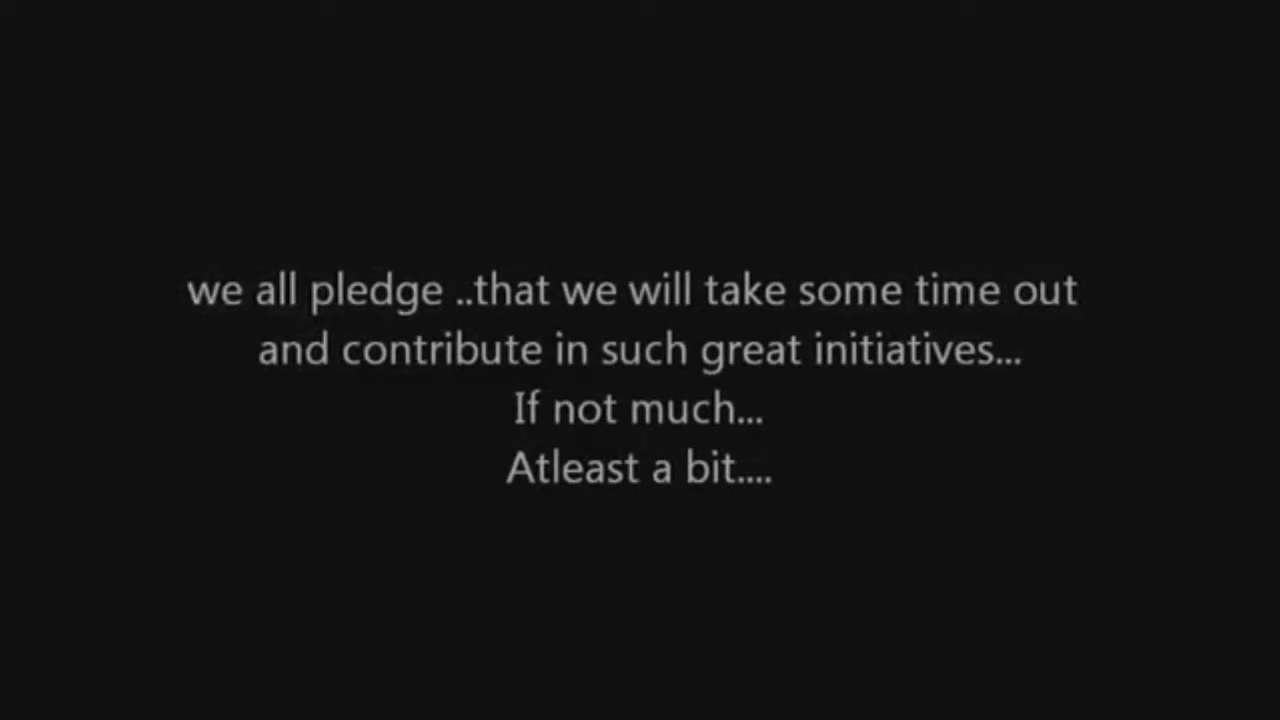 we all pledge ..that we will take some time out
and contribute in such great initiatives...
If not much...
Atleast a bit....